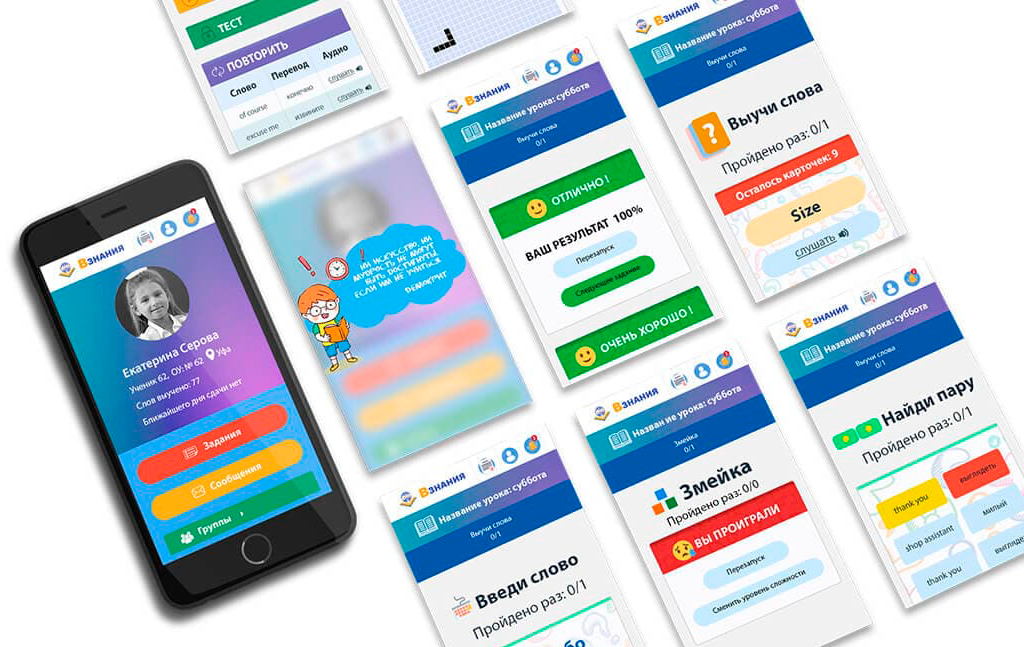 ТЕСТ
ПОВТОРИТЬ
Слово Перевод Аудио
of course конечно слушать
excuse me извините слушать
ВЗНАНИЯ
Екатерина Серова
Ученик 62, ОУ: № 62 Уфа
Слов выучено: 77
Ближайшего дня сдачи нет
Задания
Сообщения
Группы ›
НИ ИСКУССТВО, НИ
МУДРОСТЬ НЕ МОГУТ
БЫТЬ ДОСТИГНУТЫ,
ЕСЛИ ИМ НЕ УЧИТЬСЯ
ДЕМОКРИТ
ВЗНАНИЯ
Название урока: суббота
Выучи слова
0/1
ОТЛИЧНО !
ВАШ РЕЗУЛЬТАТ 100%
Перезапуск
Следующее задание
ОЧЕНЬ ХОРОШО !
ВЗНАНИЯ
Название урока: суббота
Выучи слова
0/1
?
Выучи слова
Пройдено раз: 0/1
Осталось карточек: 9
Size
слушать
ВЗНАНИЯ
Название урока: суббота
Выучи слова
0/1
Введи слово
Пройдено раз: 0/1
ВЗНАНИЯ
Назван ие урока: суббота
Змейка
0/1
Змейка
Пройдено раз: 0/0
ВЫ ПРОИГРАЛИ
Перезапуск
Сменить уровень сложности
ВЗНАНИЯ
Название урока: суббота
Выучи слова
0/1
Найди пару
Пройдено раз: 0/1
thank you выглядеть
shop assistant милый
thank you